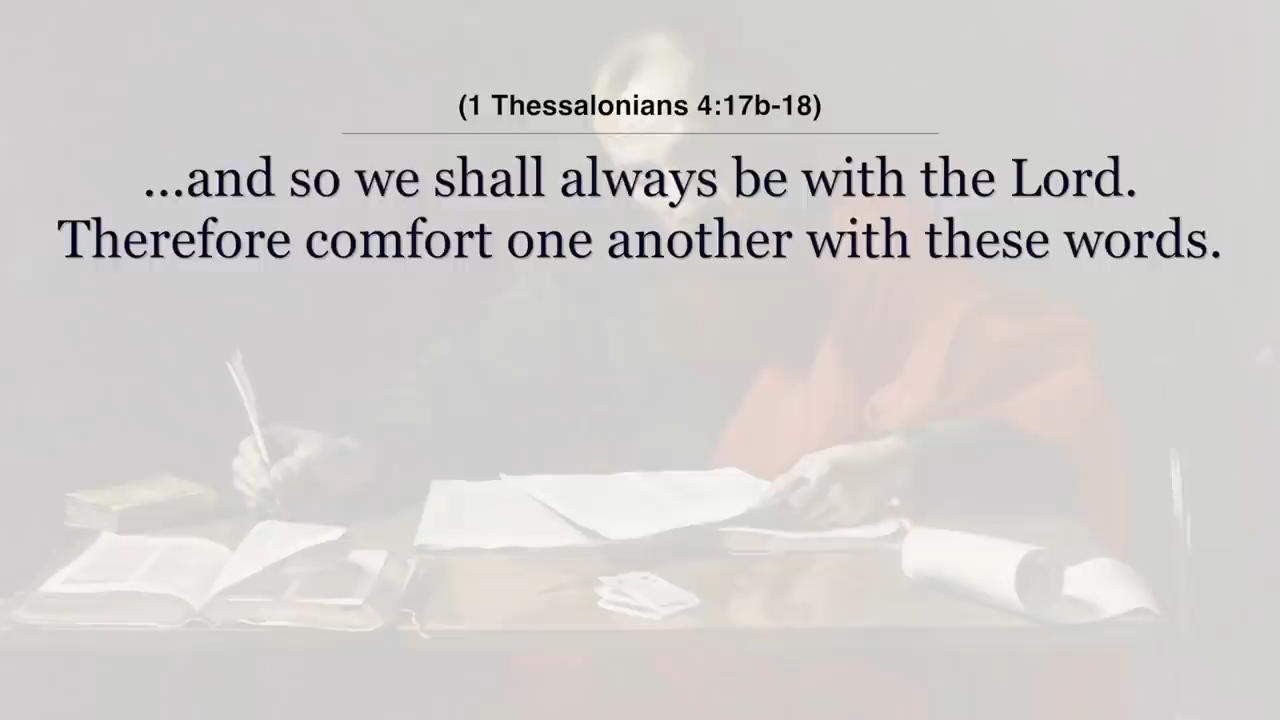 (1 Thessalonians 4:17b-18)
...and so we shall always be with the Lord.
Therefore comfort one another with these words.